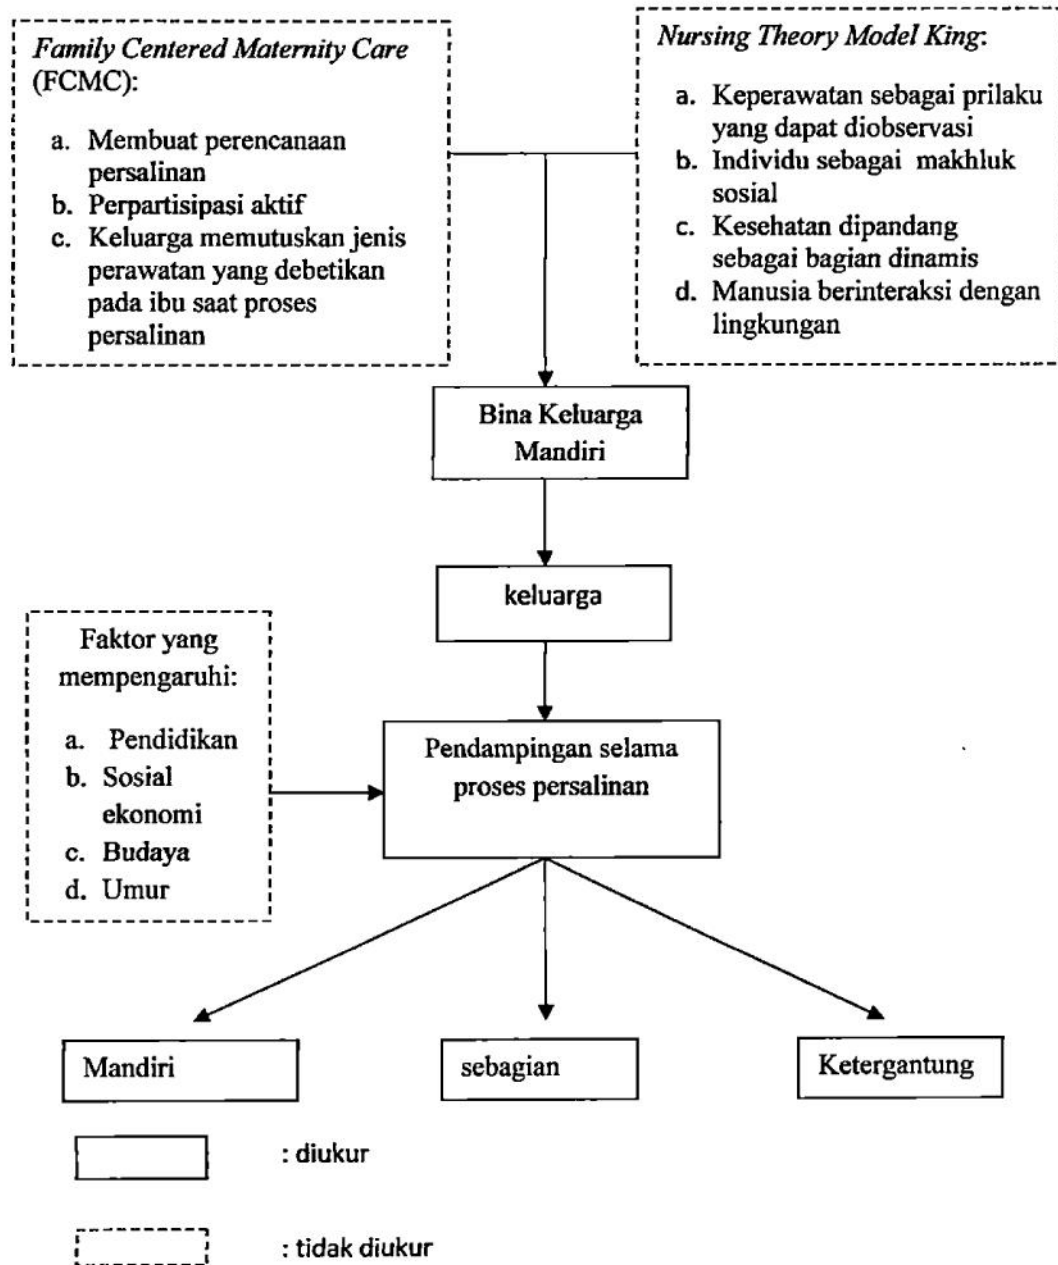 Family Centered Maternity Care
(FCMC):
a. Membuat perencanaan
persalinan
b. Perpartisipasi aktif
c. Keluarga memutuskan jenis
perawatan yang debetikan
pada ibu saat proses
persalinan
Nursing Theory Model King:
a. Keperawatan sebagai prilaku
yang dapat diobservasi
b. Individu sebagai makhluk
sosial
c. Kesehatan dipandang
sebagai bagian dinamis
d. Manusia berinteraksi dengan
lingkungan
Bina Keluarga
Mandiri
keluarga
Faktor yang
mempengaruhi:
a. Pendidikan
b. Sosial
ekonomi
c. Budaya
d. Umur
Pendampingan selama
proses persalinan
Mandiri
sebagian
Ketergantung
: diukur
: tidak diukur